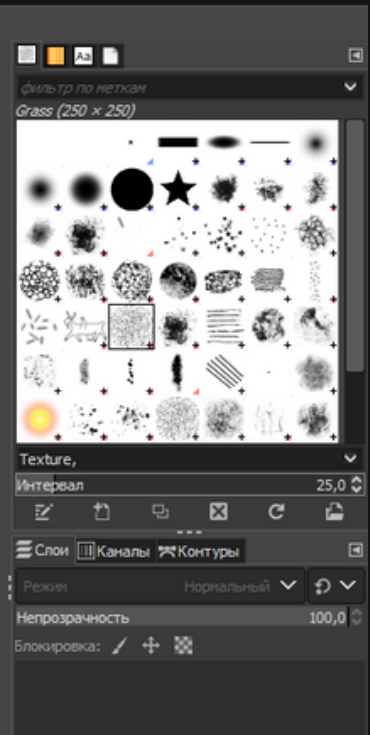 Aa
фильтр по меткам
Grass (250 × 250)
Texture,
Интервал 25,0
Слои Каналы Контуры
Режим Нормальный
Непрозрачность 100,0
Блокировка: